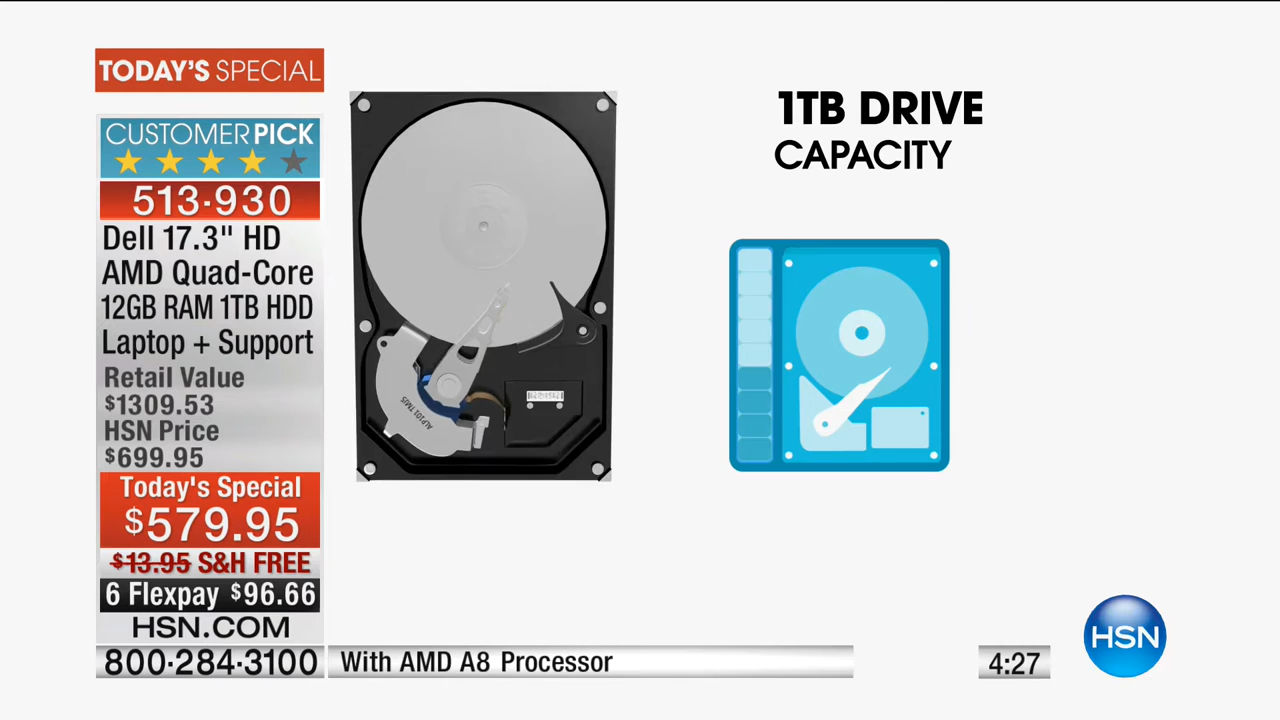 TODAY'S SPECIAL
CUSTOMERPICK
513-930
Dell 17.3" HD
AMD Quad-Core
12GB RAM 1TB HDD
Laptop + Support
Retail Value
$1309.53
HSN Price
$699.95
Today's Special
$579.95
$13.95 S&H FREE
6 Flexpay $96.66
HSN.COM
800·284·3100
With AMD A8 Processor
4:27
HSN
1TB DRIVE
CAPACITY